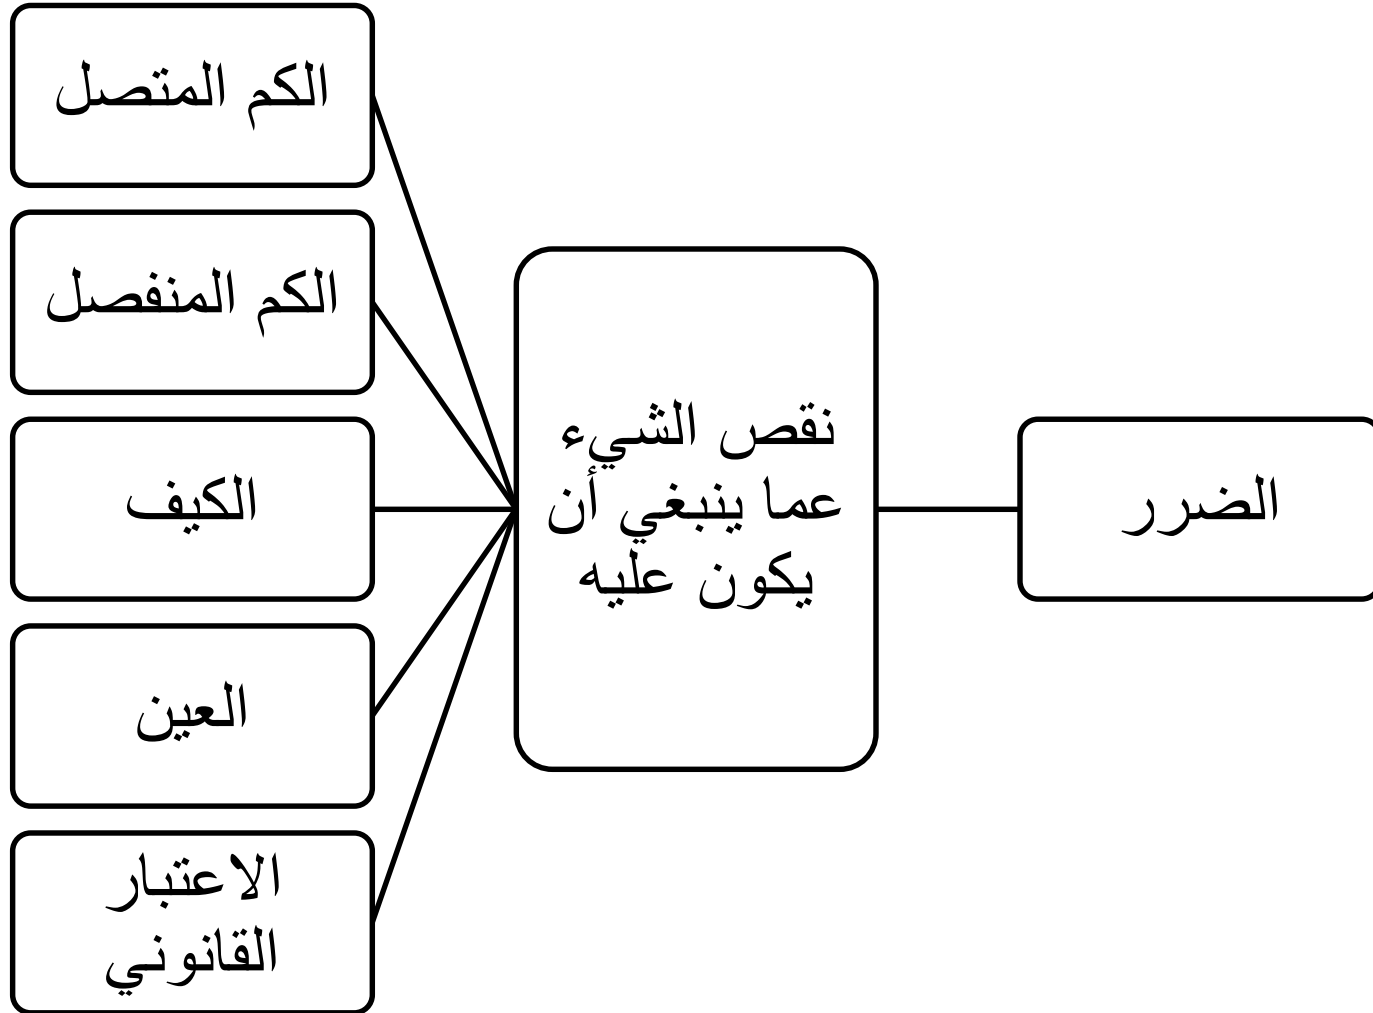 الضرر
نقص الشيء
عما ينبغي أن
يكون عليه
الكم المتصل
الكم المنفصل
الكيف
العين
الاعتبار
القانوني